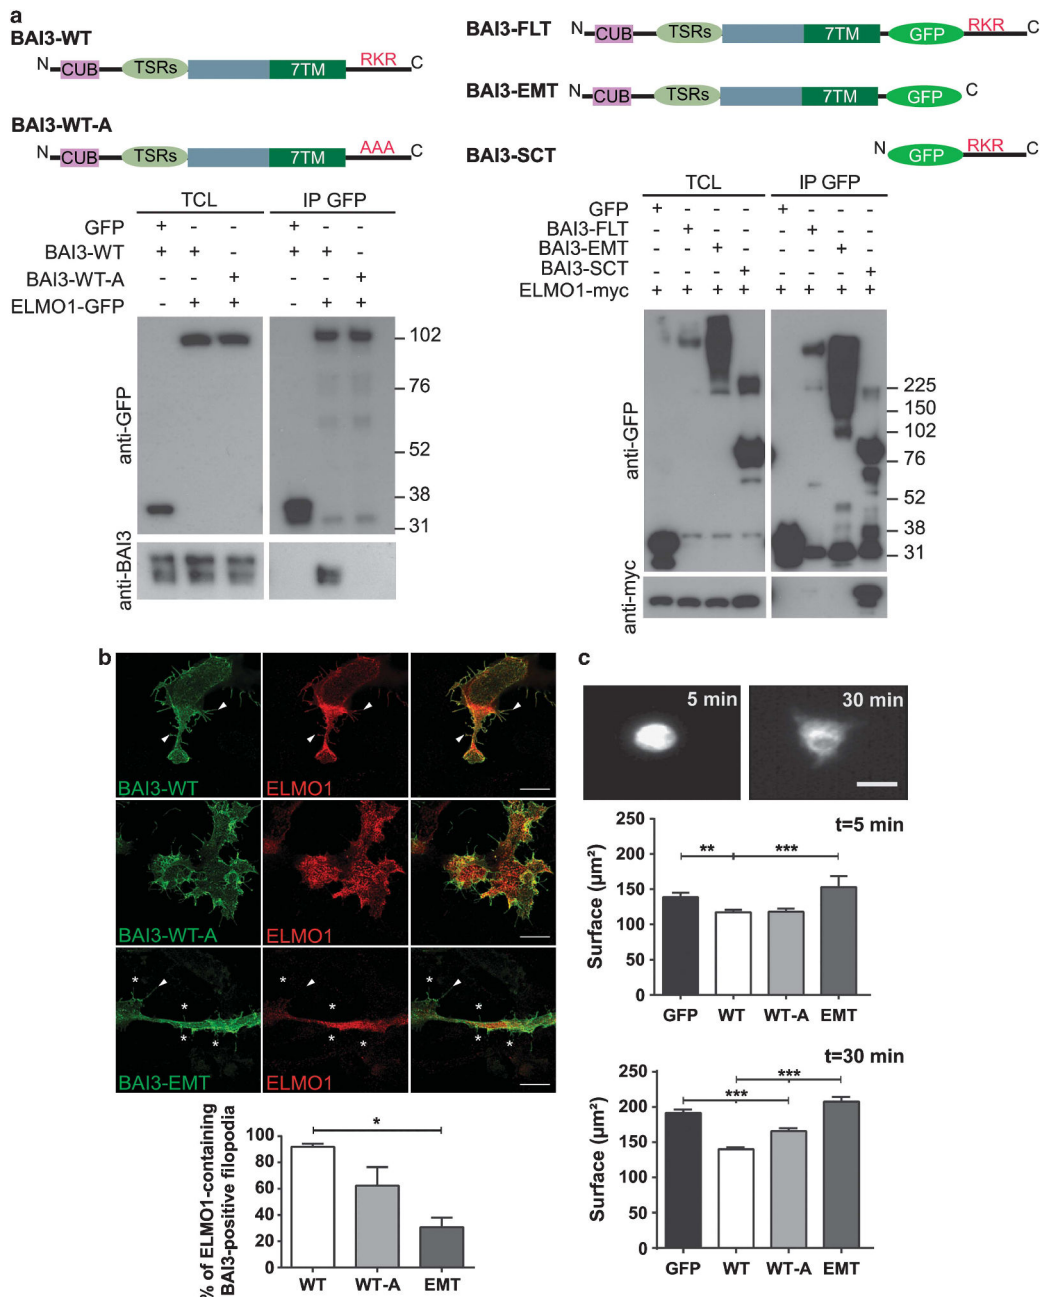 a
BAI3-WT
N CUB TSRs 7TM RKR C
BAI3-WT-A
N CUB TSRs 7TM AAA C
BAI3-FLT N CUB TSRs 7TM GFP RKR C
BAI3-EMT N CUB TSRs 7TM GFP C
BAI3-SCT N GFP RKR C
TCL IP GFP
GFP + - - + - -
BAI3-WT + + - + + -
BAI3-WT-A - - + - - +
ELMO1-GFP - + + - + +
anti-GFP
102
76
52
38
31
anti-BAI3
TCL IP GFP
GFP + - - - + - - -
BAI3-FLT - + - - - + - -
BAI3-EMT - - + - - - + -
BAI3-SCT - - - + - - - +
ELMO1-myc + + + + + + + +
anti-GFP
225
150
102
76
52
38
31
anti-myc
b
BAI3-WT ELMO1
BAI3-WT-A ELMO1
* * * * * * * * * * * *
BAI3-EMT ELMO1
% of ELMO1-containing
BAI3-positive filopodia
100
80
60
40
20
0
*
WT WT-A EMT
c
5 min 30 min
t=5 min
Surface (µm²)
250
200
150
100
50
0
** ***
GFP WT WT-A EMT
t=30 min
Surface (µm²)
250
200
150
100
50
0
***
***
GFP WT WT-A EMT